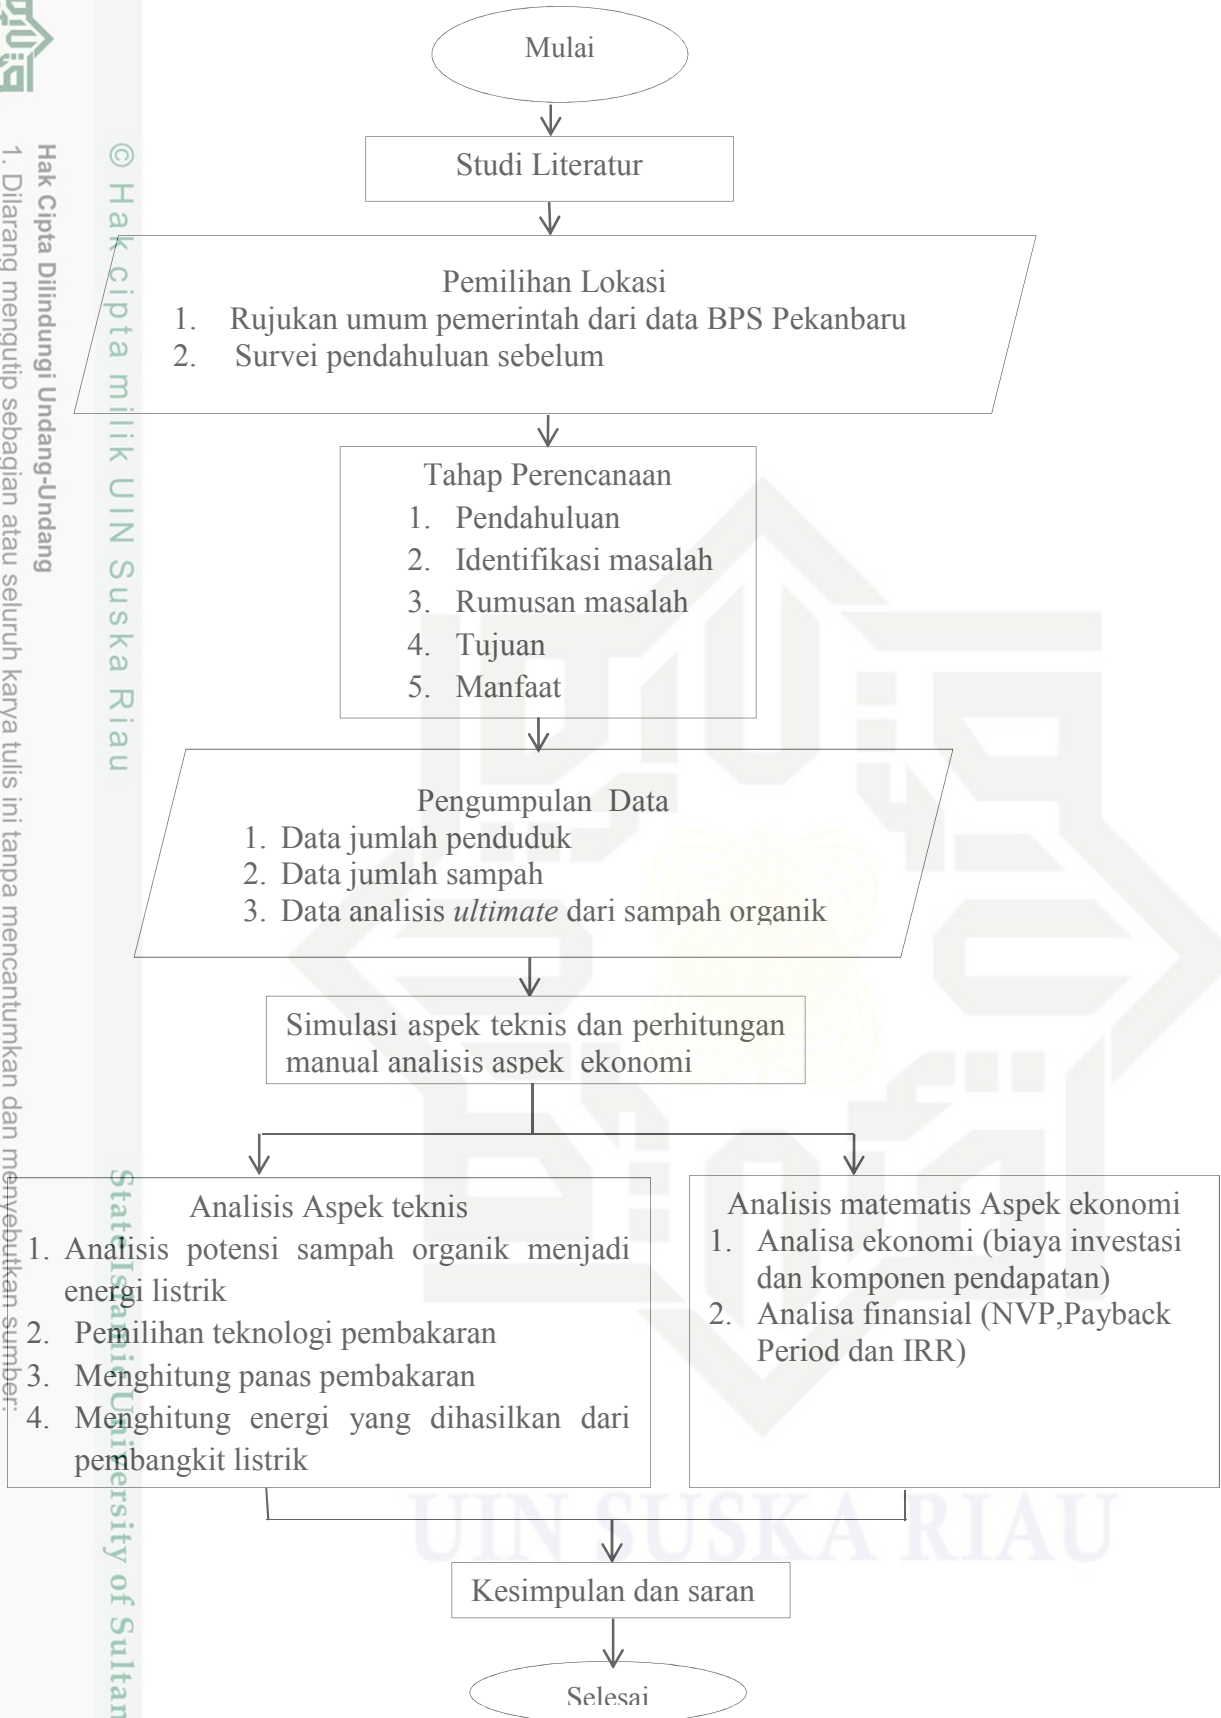 Mulai
Studi Literatur
Pemilihan Lokasi
1. Rujukan umum pemerintah dari data BPS Pekanbaru
2. Survei pendahuluan sebelum
Tahap Perencanaan
1. Pendahuluan
2. Identifikasi masalah
3. Rumusan masalah
4. Tujuan
5. Manfaat
Pengumpulan Data
1. Data jumlah penduduk
2. Data jumlah sampah
3. Data analisis ultimate dari sampah organik
Simulasi aspek teknis dan perhitungan
manual analisis aspek ekonomi
Analisis Aspek teknis
1. Analisis potensi sampah organik menjadi
energi listrik
2. Pemilihan teknologi pembakaran
3. Menghitung panas pembakaran
4. Menghitung energi yang dihasilkan dari
pembangkit listrik
Analisis matematis Aspek ekonomi
1. Analisa ekonomi (biaya investasi
dan komponen pendapatan)
2. Analisa finansial (NVP,Payback
Period dan IRR)
Kesimpulan dan saran
Selesai
© Hak cipta milik UIN Suska Riau
State Islamic University of Sultan
Hak Cipta Dilindungi Undang-Undang
1. Dilarang mengutip sebagian atau seluruh karya tulis ini tanpa mencantumkan dan menyebutkan sumber:
UIN SUSKA RIAU